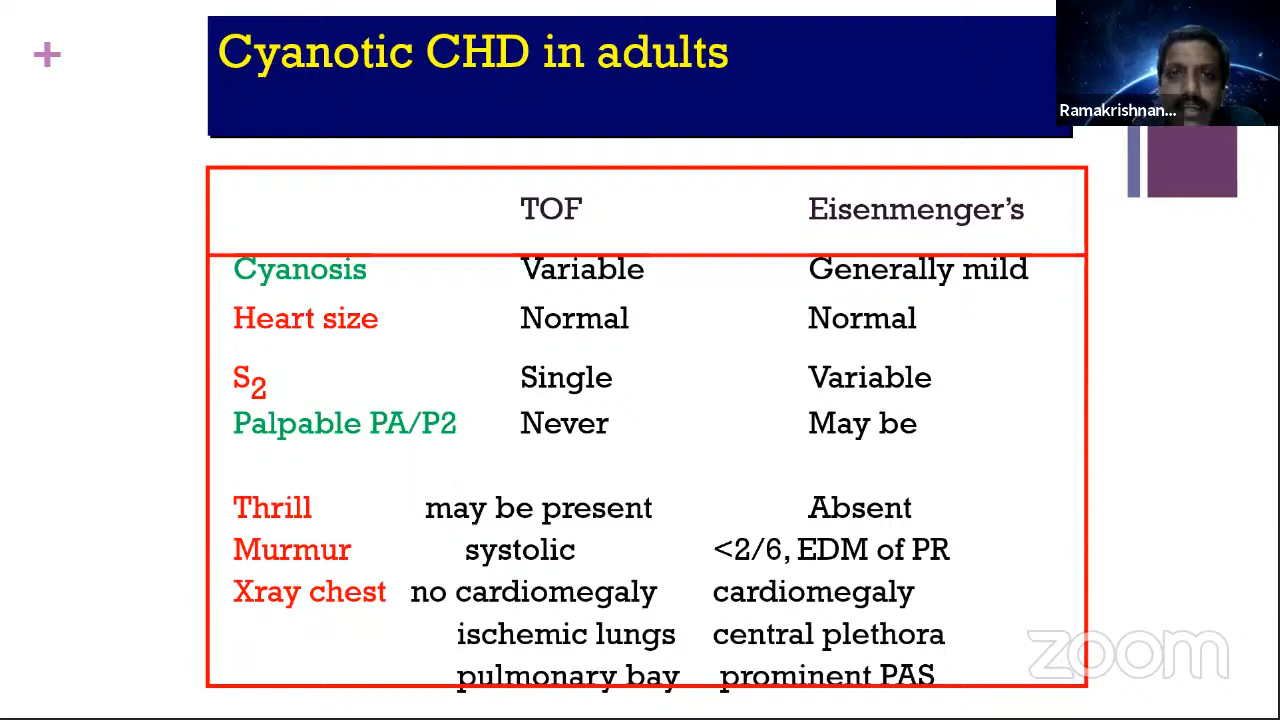 +
Cyanotic CHD in adults
Ramakrishnan...
TOF Eisenmenger's
Cyanosis Variable Generally mild
Heart size Normal Normal
S2 Single Variable
Palpable PA/P2 Never May be
Thrill may be present Absent
Murmur systolic <2/6, EDM of PR
Xray chest no cardiomegaly cardiomegaly
ischemic lungs central plethora
pulmonary bay prominent PAS
zoom